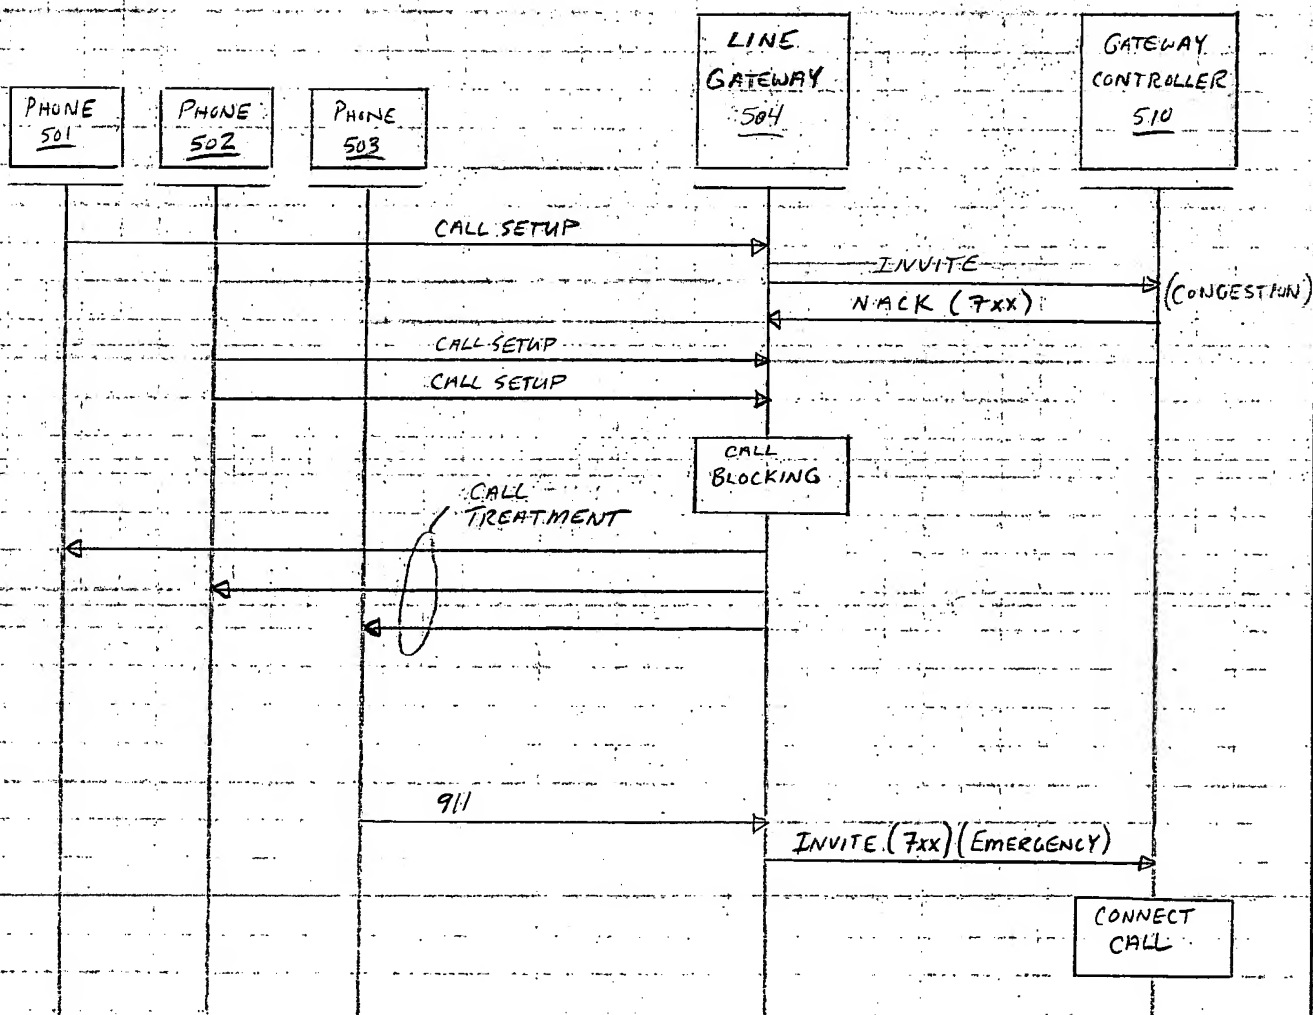 LINE
GATEWAY
504
GATEWAY
CONTROLLER
510
PHONE
501
PHONE
502
PHONE
503
CALL SETUP
INVITE
(CONGESTION)
NACK (7xx)
CALL SETUP
CALL SETUP
CALL
BLOCKING
CALL
TREATMENT
911
INVITE (7xx) (EMERGENCY)
CONNECT
CALL